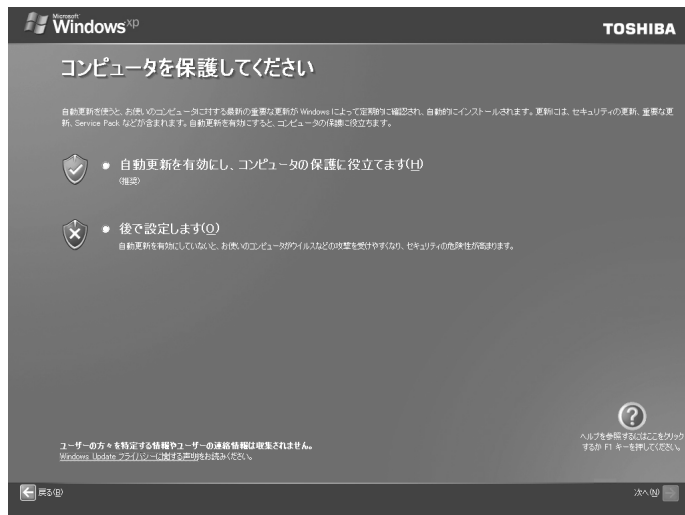 Microsoft
Windows xp
TOSHIBA
コンピュータを保護してください
自動更新を使うと、お使いのコンピュータに対する最新の重要な更新が Windows によって定期的に確認され、自動的にインストールされます。更新には、セキュリティの更新、重要な更
新、Service Pack などが含まれます。自動更新を有効にすると、コンピュータの保護に役立ちます。
自動更新を有効にし、コンピュータの保護に役立てます(H)
(推奨)
後で設定します(O)
自動更新を有効にしていないと、お使いのコンピュータがウイルスなどの攻撃を受けやすくなり、セキュリティの危険性が高まります。
ヘルプを参照するにはここをクリック
するか F1 キーを押してください。
ユーザーの方々を特定する情報やユーザーの連絡情報は収集されません。
Windows Update プライバシーに関する声明をお読みください。
戻る(B)
次へ(N)